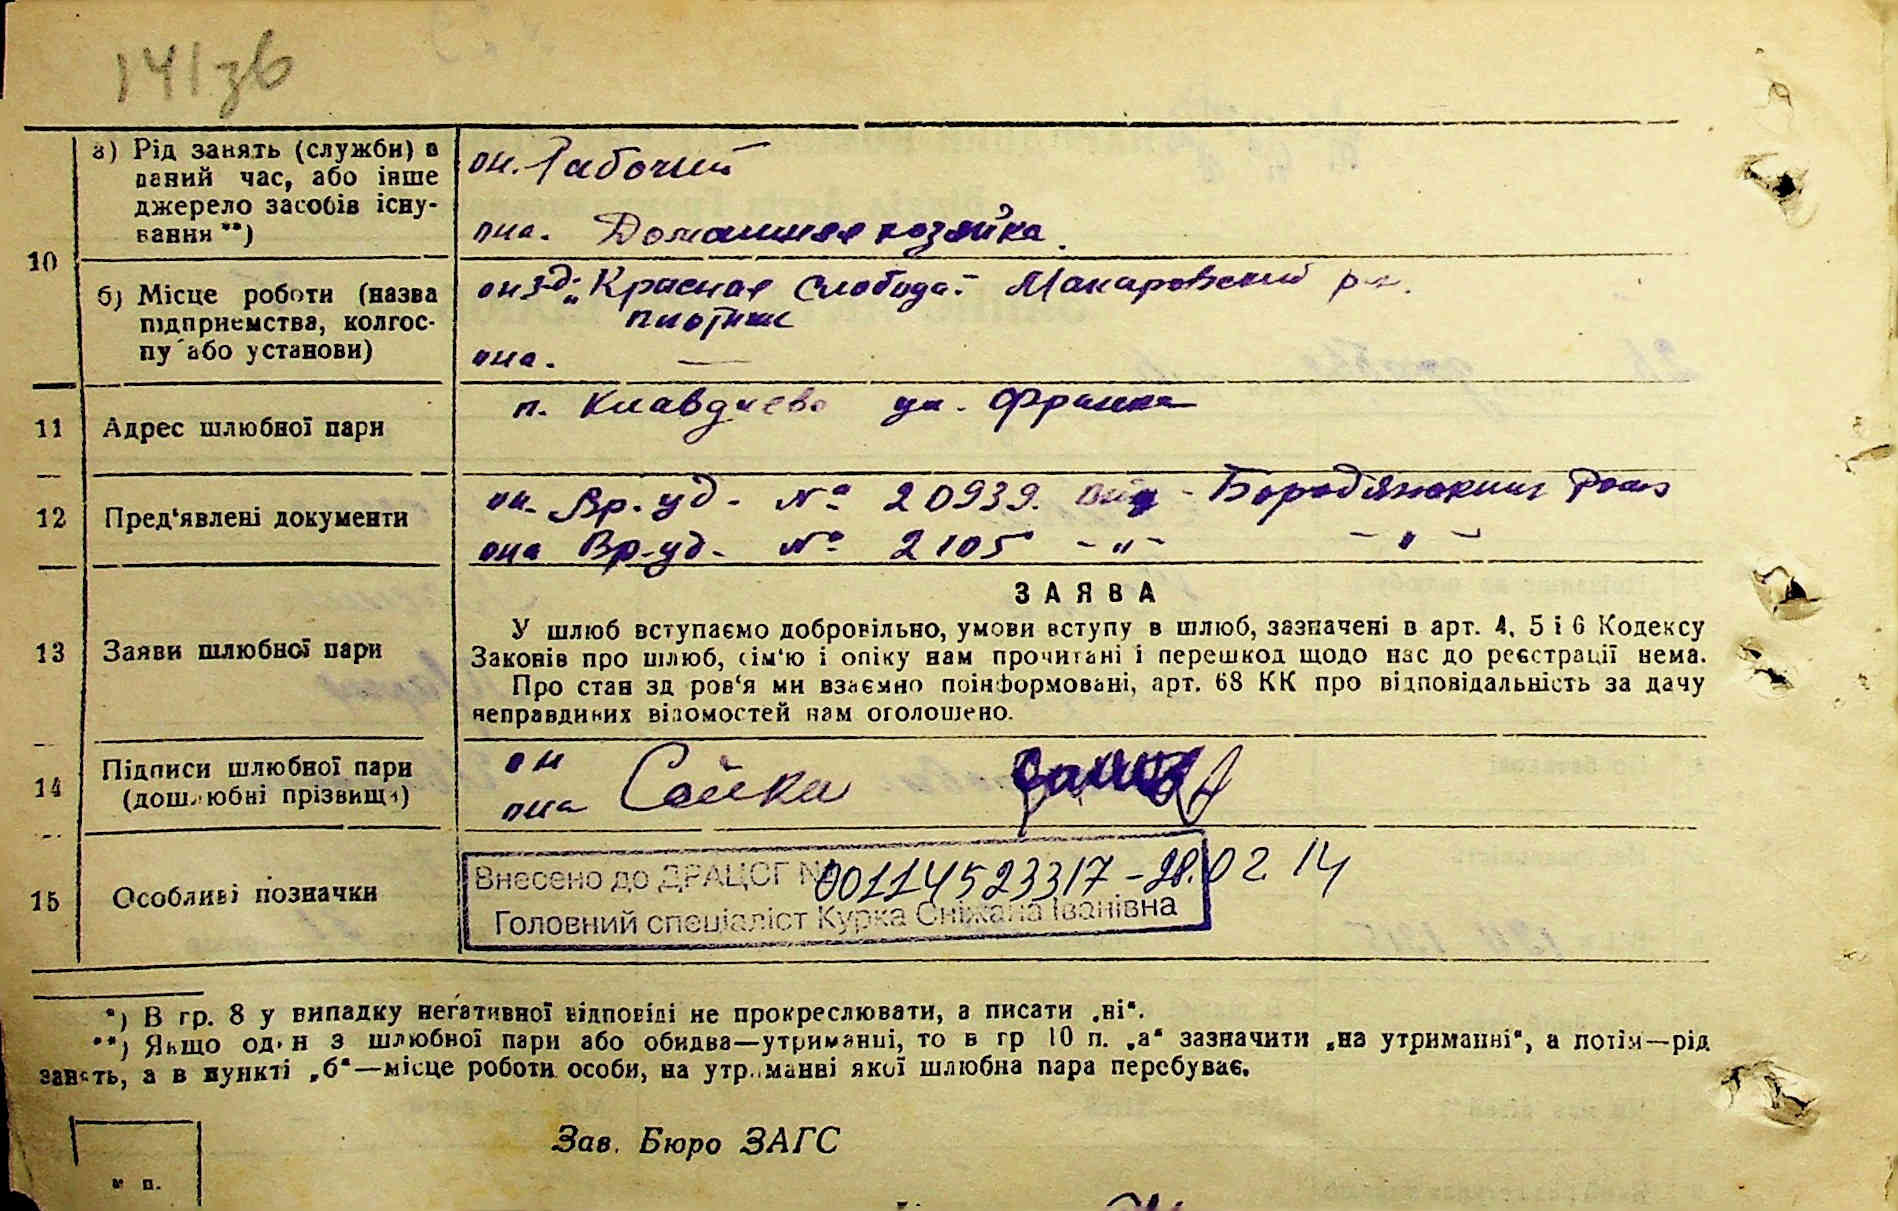 141зв
10
а) Рід занять (служби) в
даний час, або інше
джерело засобів існу-
вання **)
он. Рабочий
она. Домашняя хозяйка.
б) Місце роботи (назва
підприємства, колгос-
пу або установи)
он з-д. „Красная Слобода" Макаровский р-н.
плотник
она. —
11 Адрес шлюбної пари
п. Клавдиево ул. Франка
12 Пред'явлені документи
он. Вр. уд. № 20939. выд. Бородянским
она Вр. уд. № 2105 -„- -„-
ЗАЯВА
13 Заяви шлюбної пари
У шлюб вступаємо добровільно, умови вступу в шлюб, зазначені в арт. 4, 5 і 6 Кодексу
Законів про шлюб, сім'ю і опіку нам прочитані і перешкод щодо нас до реєстрації нема.
Про стан здоров'я ми взаємно поінформовані, арт. 68 КК про відповідальність за дачу
неправдивих відомостей нам оголошено.
14 Підписи шлюбної пари
(дошлюбні прізвища)
он
она
15 Особливі позначки
Внесено до ДРАЦСГ № 00114523317 - 28.02.14
Головний спеціаліст Курка Сніжана Іванівна
*) В гр. 8 у випадку негативної відповіді не прокреслювати, а писати „ні".
**) Якщо один з шлюбної пари або обидва—утриманці, то в гр 10 п. „а" зазначити „на утриманні", а потім—рід
занять, а в пункті „б"—місце роботи особи, на утриманні якої шлюбна пара перебуває.
Зав. Бюро ЗАГС
м п.